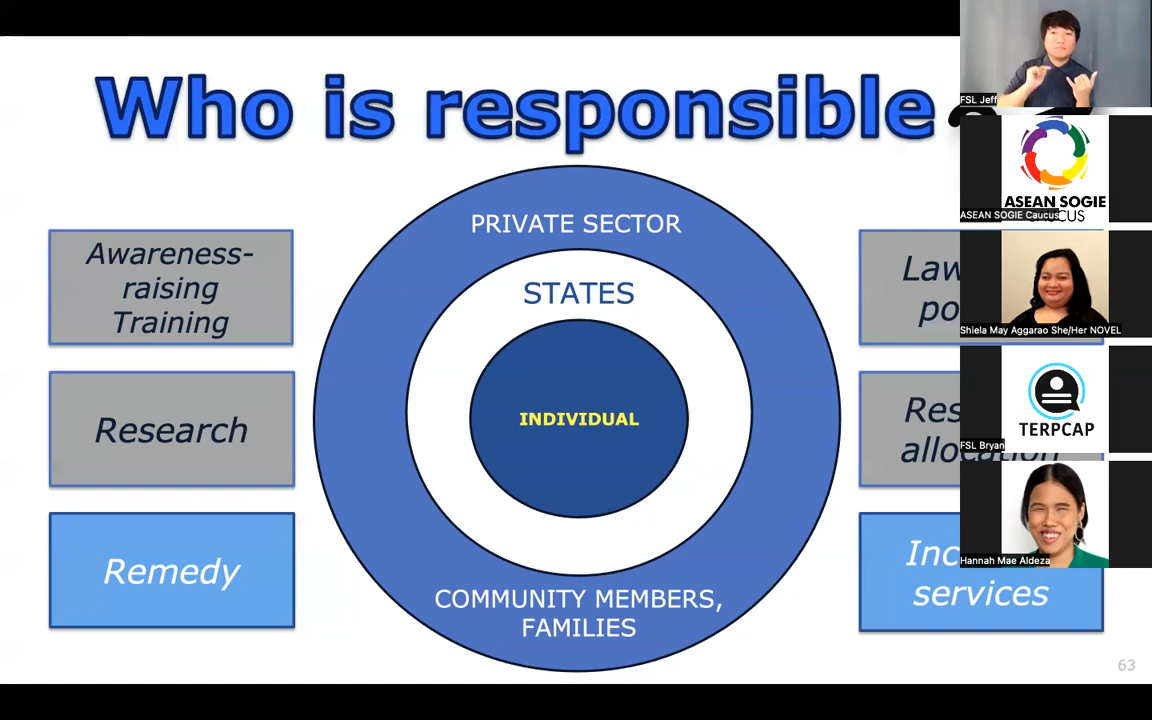 Who is responsible
PRIVATE SECTOR
STATES
INDIVIDUAL
COMMUNITY MEMBERS,
FAMILIES
Awareness-
raising
Training
Research
Remedy
Law
po
Res
allocation
Inc
services
63
FSL Jeff
ASEAN SOGIE
CAUCUS
ASEAN SOGIE Caucus
Shiela May Aggarao She/Her NOVEL
TERPCAP
FSL Bryan
Hannah Mae Aldeza